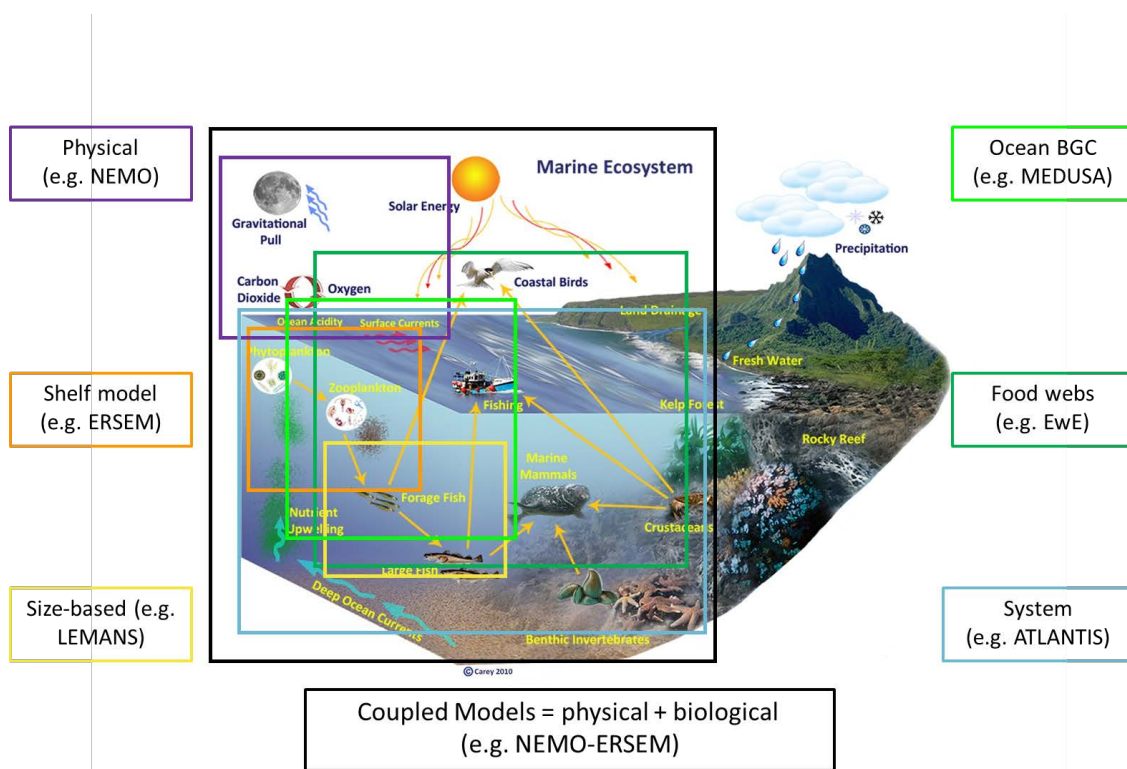 Physical
(e.g. NEMO)
Shelf model
(e.g. ERSEM)
Size-based (e.g.
LEMANS)
Marine Ecosystem
Solar Energy
Gravitational
Pull
Carbon
Dioxide
Oxygen
Coastal Birds
Precipitation
Ocean Acidity
Surface Currents
Land Drainage
Phytoplankton
Zooplankton
Fishing
Kelp Forest
Fresh Water
Rocky Reef
Marine
Mammals
Forage Fish
Nutrient
Upwelling
Crustaceans
Large Fish
Deep Ocean Currents
Benthic Invertebrates
© Carey 2010
Ocean BGC
(e.g. MEDUSA)
Food webs
(e.g. EwE)
System
(e.g. ATLANTIS)
Coupled Models = physical + biological
(e.g. NEMO-ERSEM)